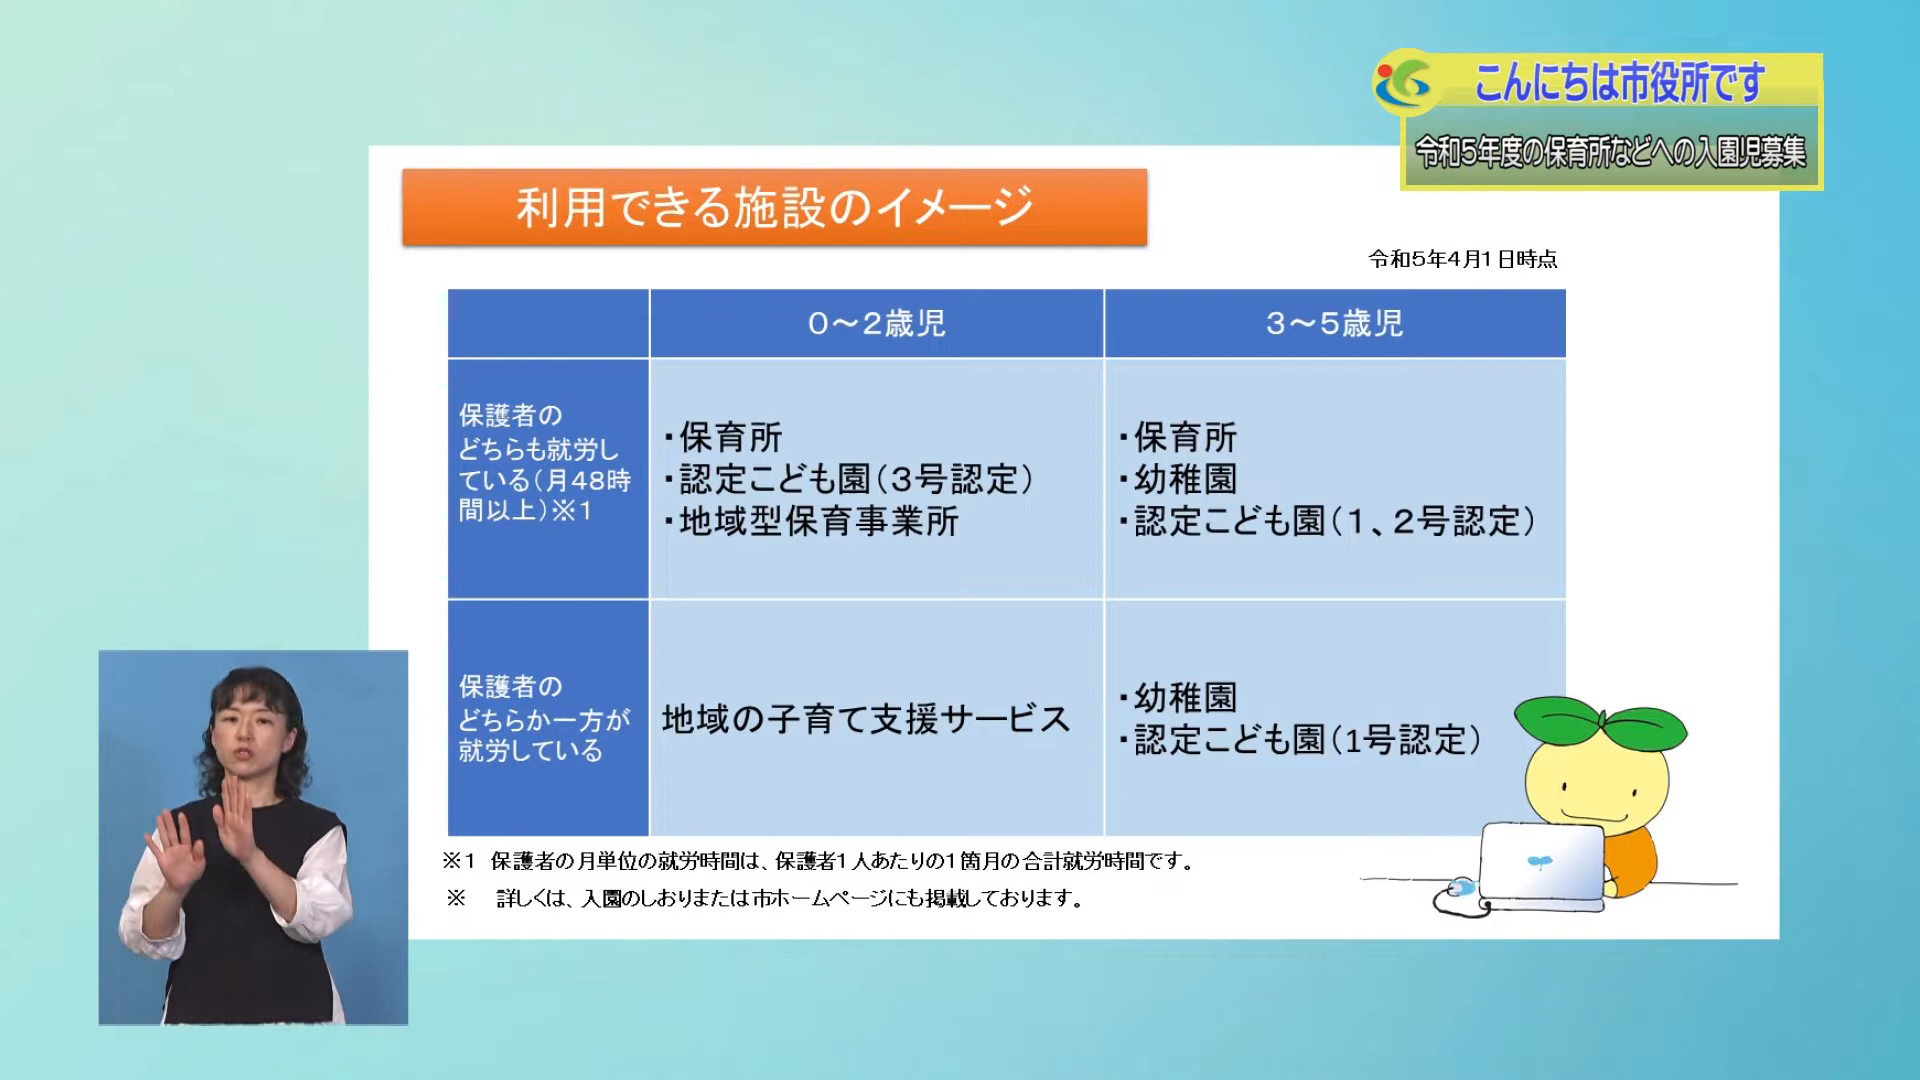 こんにちは市役所です
令和5年度の保育所などへの入園児募集
利用できる施設のイメージ
令和5年4月1日時点
0～2歳児
3～5歳児
保護者の
どちらも就労し
ている(月48時
間以上)※1
・保育所
・認定こども園(3号認定)
・地域型保育事業所
・保育所
・幼稚園
・認定こども園(1、2号認定)
保護者の
どちらか一方が
就労している
地域の子育て支援サービス
・幼稚園
・認定こども園(1号認定)
※1 保護者の月単位の就労時間は、保護者1人あたりの1箇月の合計就労時間です。
※ 詳しくは、入園のしおりまたは市ホームページにも掲載しております。